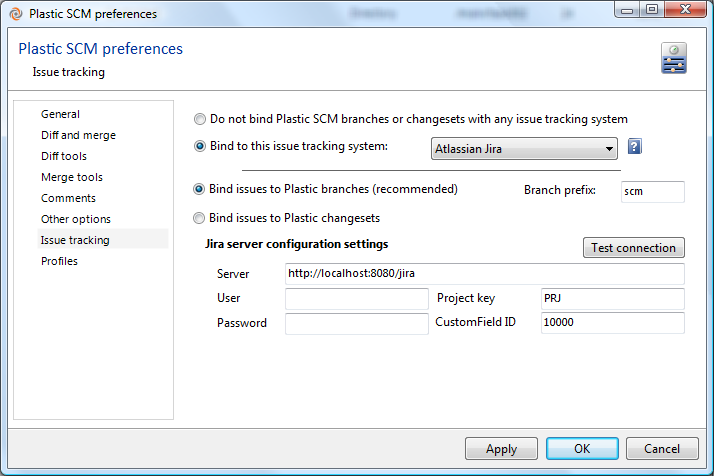 Plastic SCM preferences
Plastic SCM preferences
Issue tracking
General
Diff and merge
Diff tools
Merge tools
Comments
Other options
Issue tracking
Profiles
Do not bind Plastic SCM branches or changesets with any issue tracking system
Bind to this issue tracking system: Atlassian Jira ?
Bind issues to Plastic branches (recommended) Branch prefix: scm
Bind issues to Plastic changesets
Jira server configuration settings Test connection
Server http://localhost:8080/jira
User Project key PRJ
Password CustomField ID 10000
Apply OK Cancel